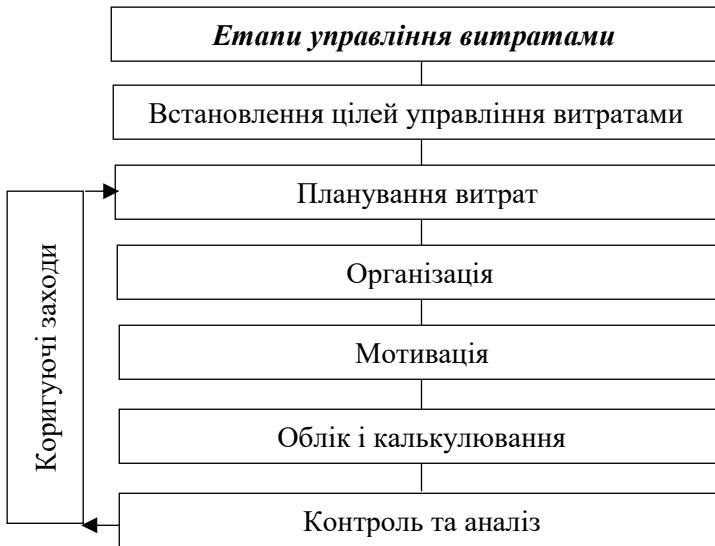 Етапи управління витратами
Встановлення цілей управління витратами
Планування витрат
Організація
Мотивація
Облік і калькулювання
Контроль та аналіз
Коригуючі заходи